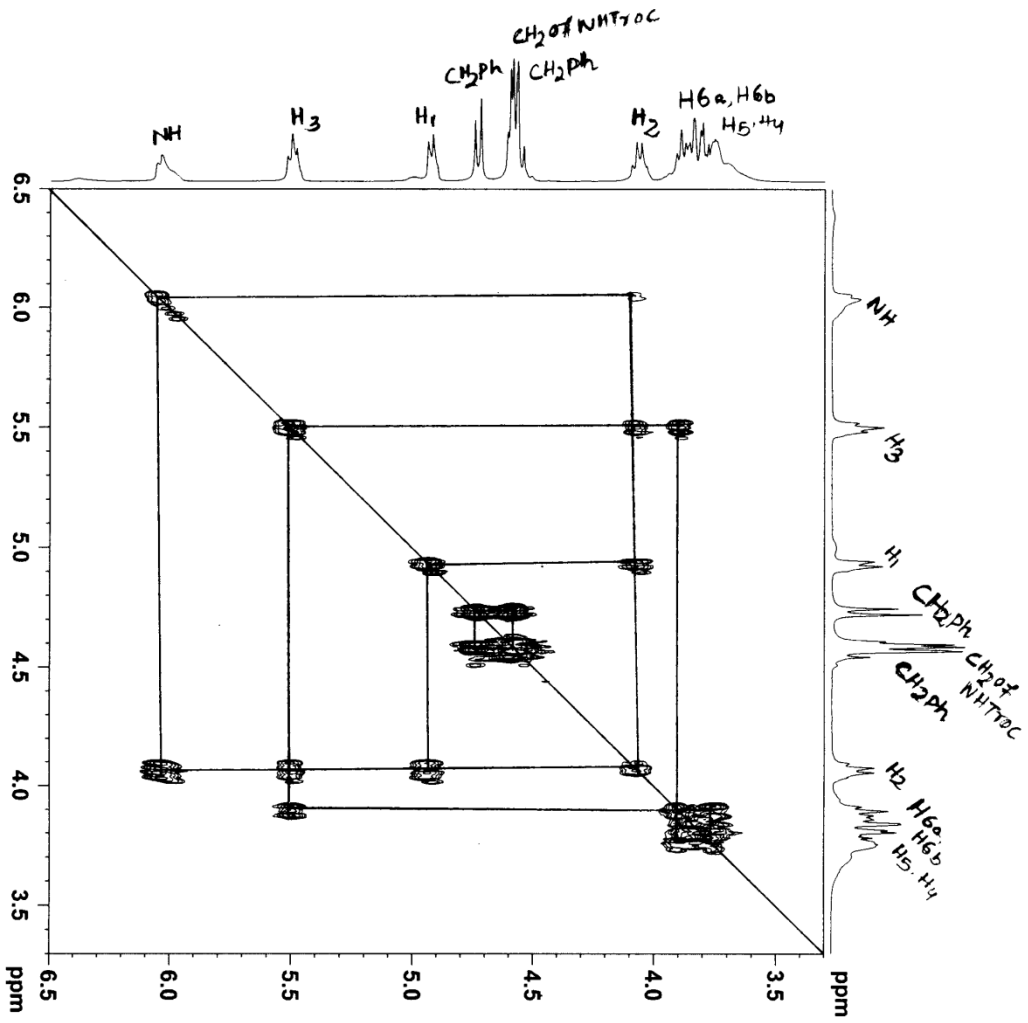 CH2 of NHTroc
CH2Ph
CH2Ph
H6a, H6b
H5, H4
NH
H3
H1
H2
NH
H3
H1
CH2Ph
CH2of
NHTroc
CH2Ph
H2
H6a,
H6b
H5, H4
6.5
6.0
5.5
5.0
4.5
4.0
3.5
ppm
6.5
6.0
5.5
5.0
4.5
4.0
3.5
ppm